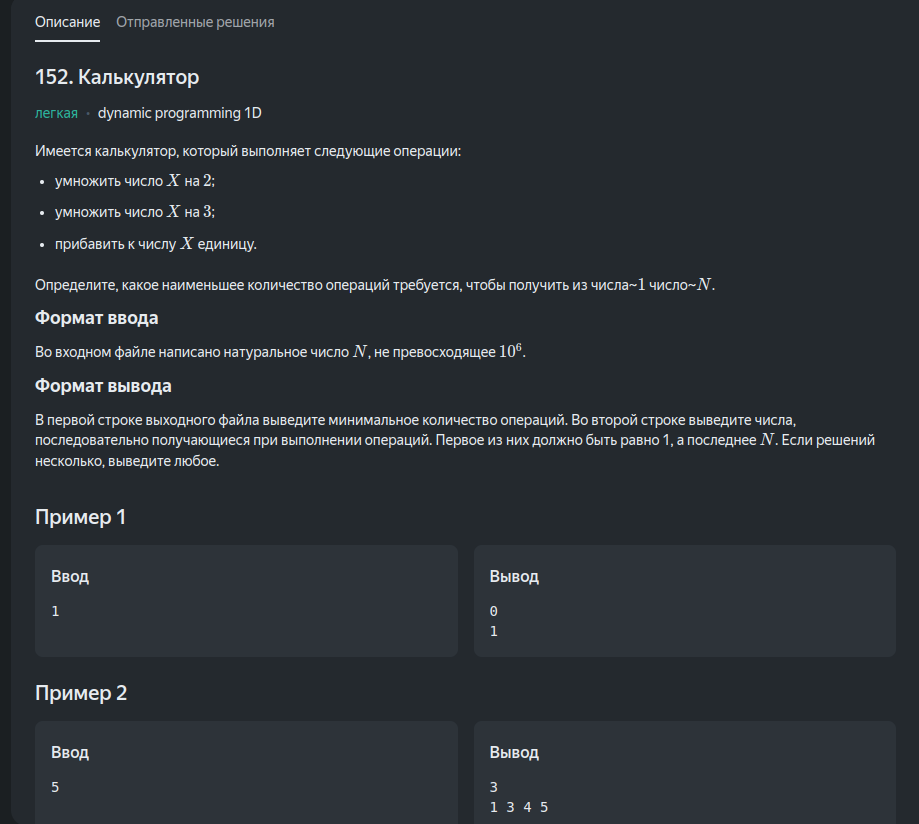 Описание Отправленные решения
152. Калькулятор
легкая · dynamic programming 1D
Имеется калькулятор, который выполняет следующие операции:
• умножить число X на 2;
• умножить число X на 3;
• прибавить к числу X единицу.
Определите, какое наименьшее количество операций требуется, чтобы получить из числа~1 число~N.
Формат ввода
Во входном файле написано натуральное число N, не превосходящее 10⁶.
Формат вывода
В первой строке выходного файла выведите минимальное количество операций. Во второй строке выведите числа,
последовательно получающиеся при выполнении операций. Первое из них должно быть равно 1, а последнее N. Если решений
несколько, выведите любое.
Пример 1
Ввод
1
Вывод
0
1
Пример 2
Ввод
5
Вывод
3
1 3 4 5